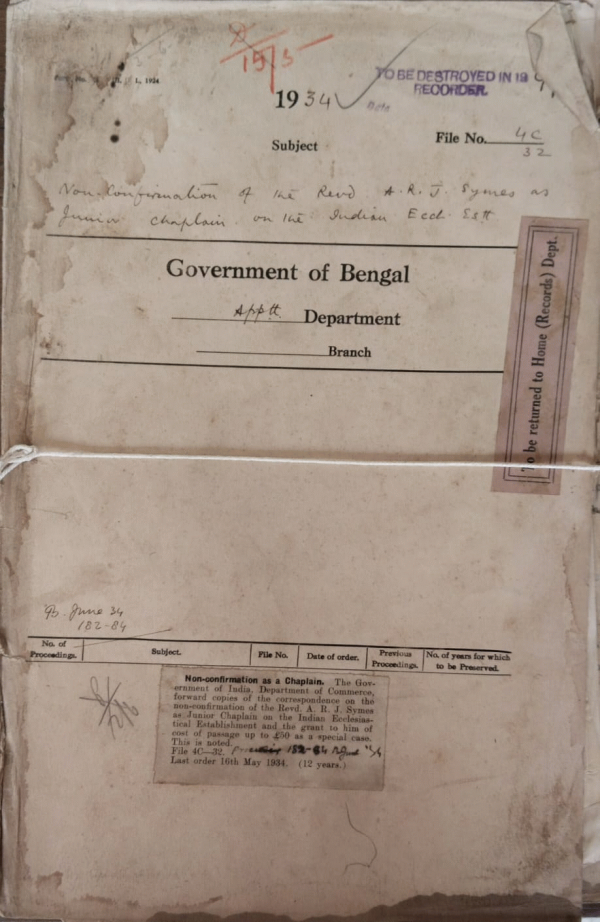 15/5
1, 1934
TO BE DESTROYED IN 19
RECORDER.
1934
File No. 4C
32
Subject
Non-Confirmation of the Revd. A. R. J. Symes as
Junior Chaplain on the Indian Eccl. Estt
Government of Bengal
Apptt. Department
Branch
To be returned to Home (Records) Dept.
B. June 34
182-84
No. of Proceedings. Subject. File No. Date of order. Previous Proceedings. No. of years for which to be Preserved.
Non-confirmation as a Chaplain. The Gov-
ernment of India, Department of Commerce,
forward copies of the correspondence on the
non-confirmation of the Revd. A. R. J. Symes
as Junior Chaplain on the Indian Ecclesias-
tical Establishment and the grant to him of
cost of passage up to £50 as a special case.
This is noted.
File 4C—32. 182-84
Last order 16th May 1934. (12 years.)